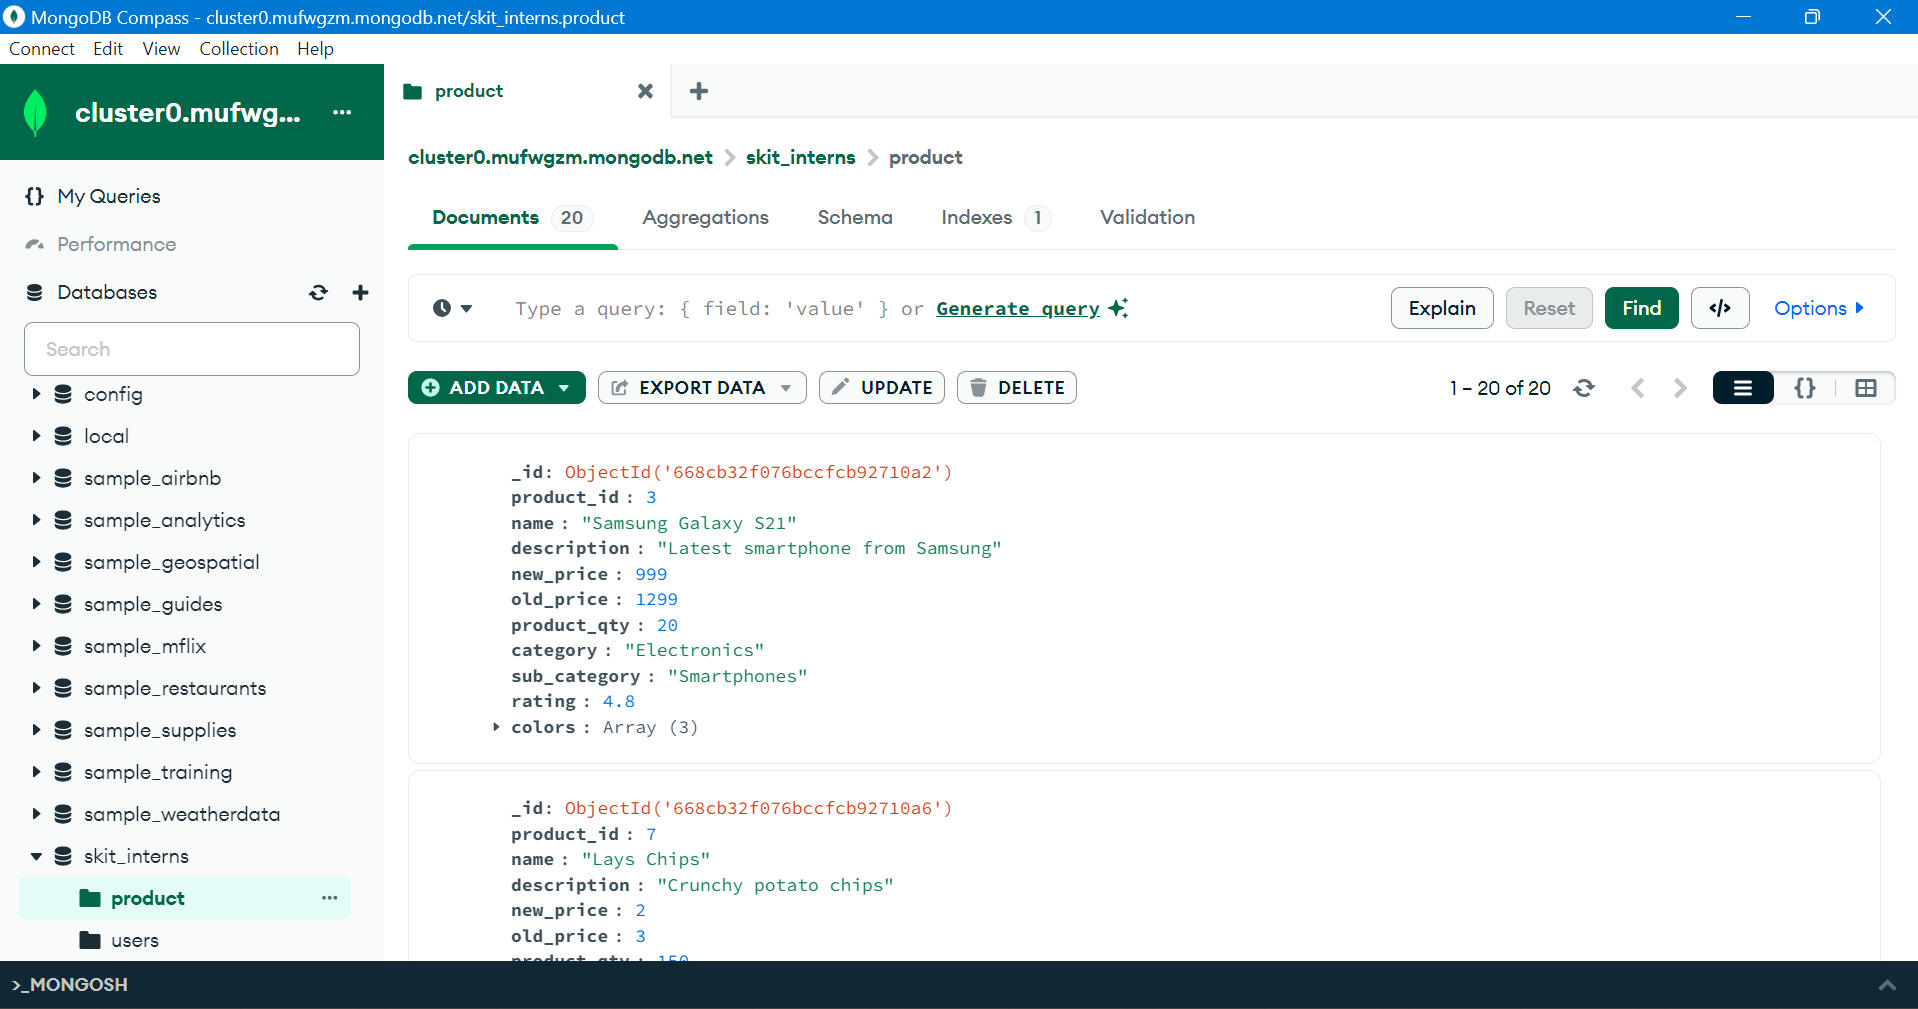 MongoDB Compass - cluster0.mufwgzm.mongodb.net/skit_interns.product
Connect Edit View Collection Help
cluster0.mufwg... ...
product
cluster0.mufwgzm.mongodb.net > skit_interns > product
{} My Queries
Performance
Databases
Search
config
local
sample_airbnb
sample_analytics
sample_geospatial
sample_guides
sample_mflix
sample_restaurants
sample_supplies
sample_training
sample_weatherdata
skit_interns
product ...
users
Documents 20 Aggregations Schema Indexes 1 Validation
Type a query: { field: 'value' } or Generate query
Explain Reset Find </> Options
ADD DATA EXPORT DATA UPDATE DELETE
1 – 20 of 20 {}
_id: ObjectId('668cb32f076bccfcb92710a2')
product_id : 3
name : "Samsung Galaxy S21"
description : "Latest smartphone from Samsung"
new_price : 999
old_price : 1299
product_qty : 20
category : "Electronics"
sub_category : "Smartphones"
rating : 4.8
colors : Array (3)
_id: ObjectId('668cb32f076bccfcb92710a6')
product_id : 7
name : "Lays Chips"
description : "Crunchy potato chips"
new_price : 2
old_price : 3
product_qty : 150
>_MONGOSH